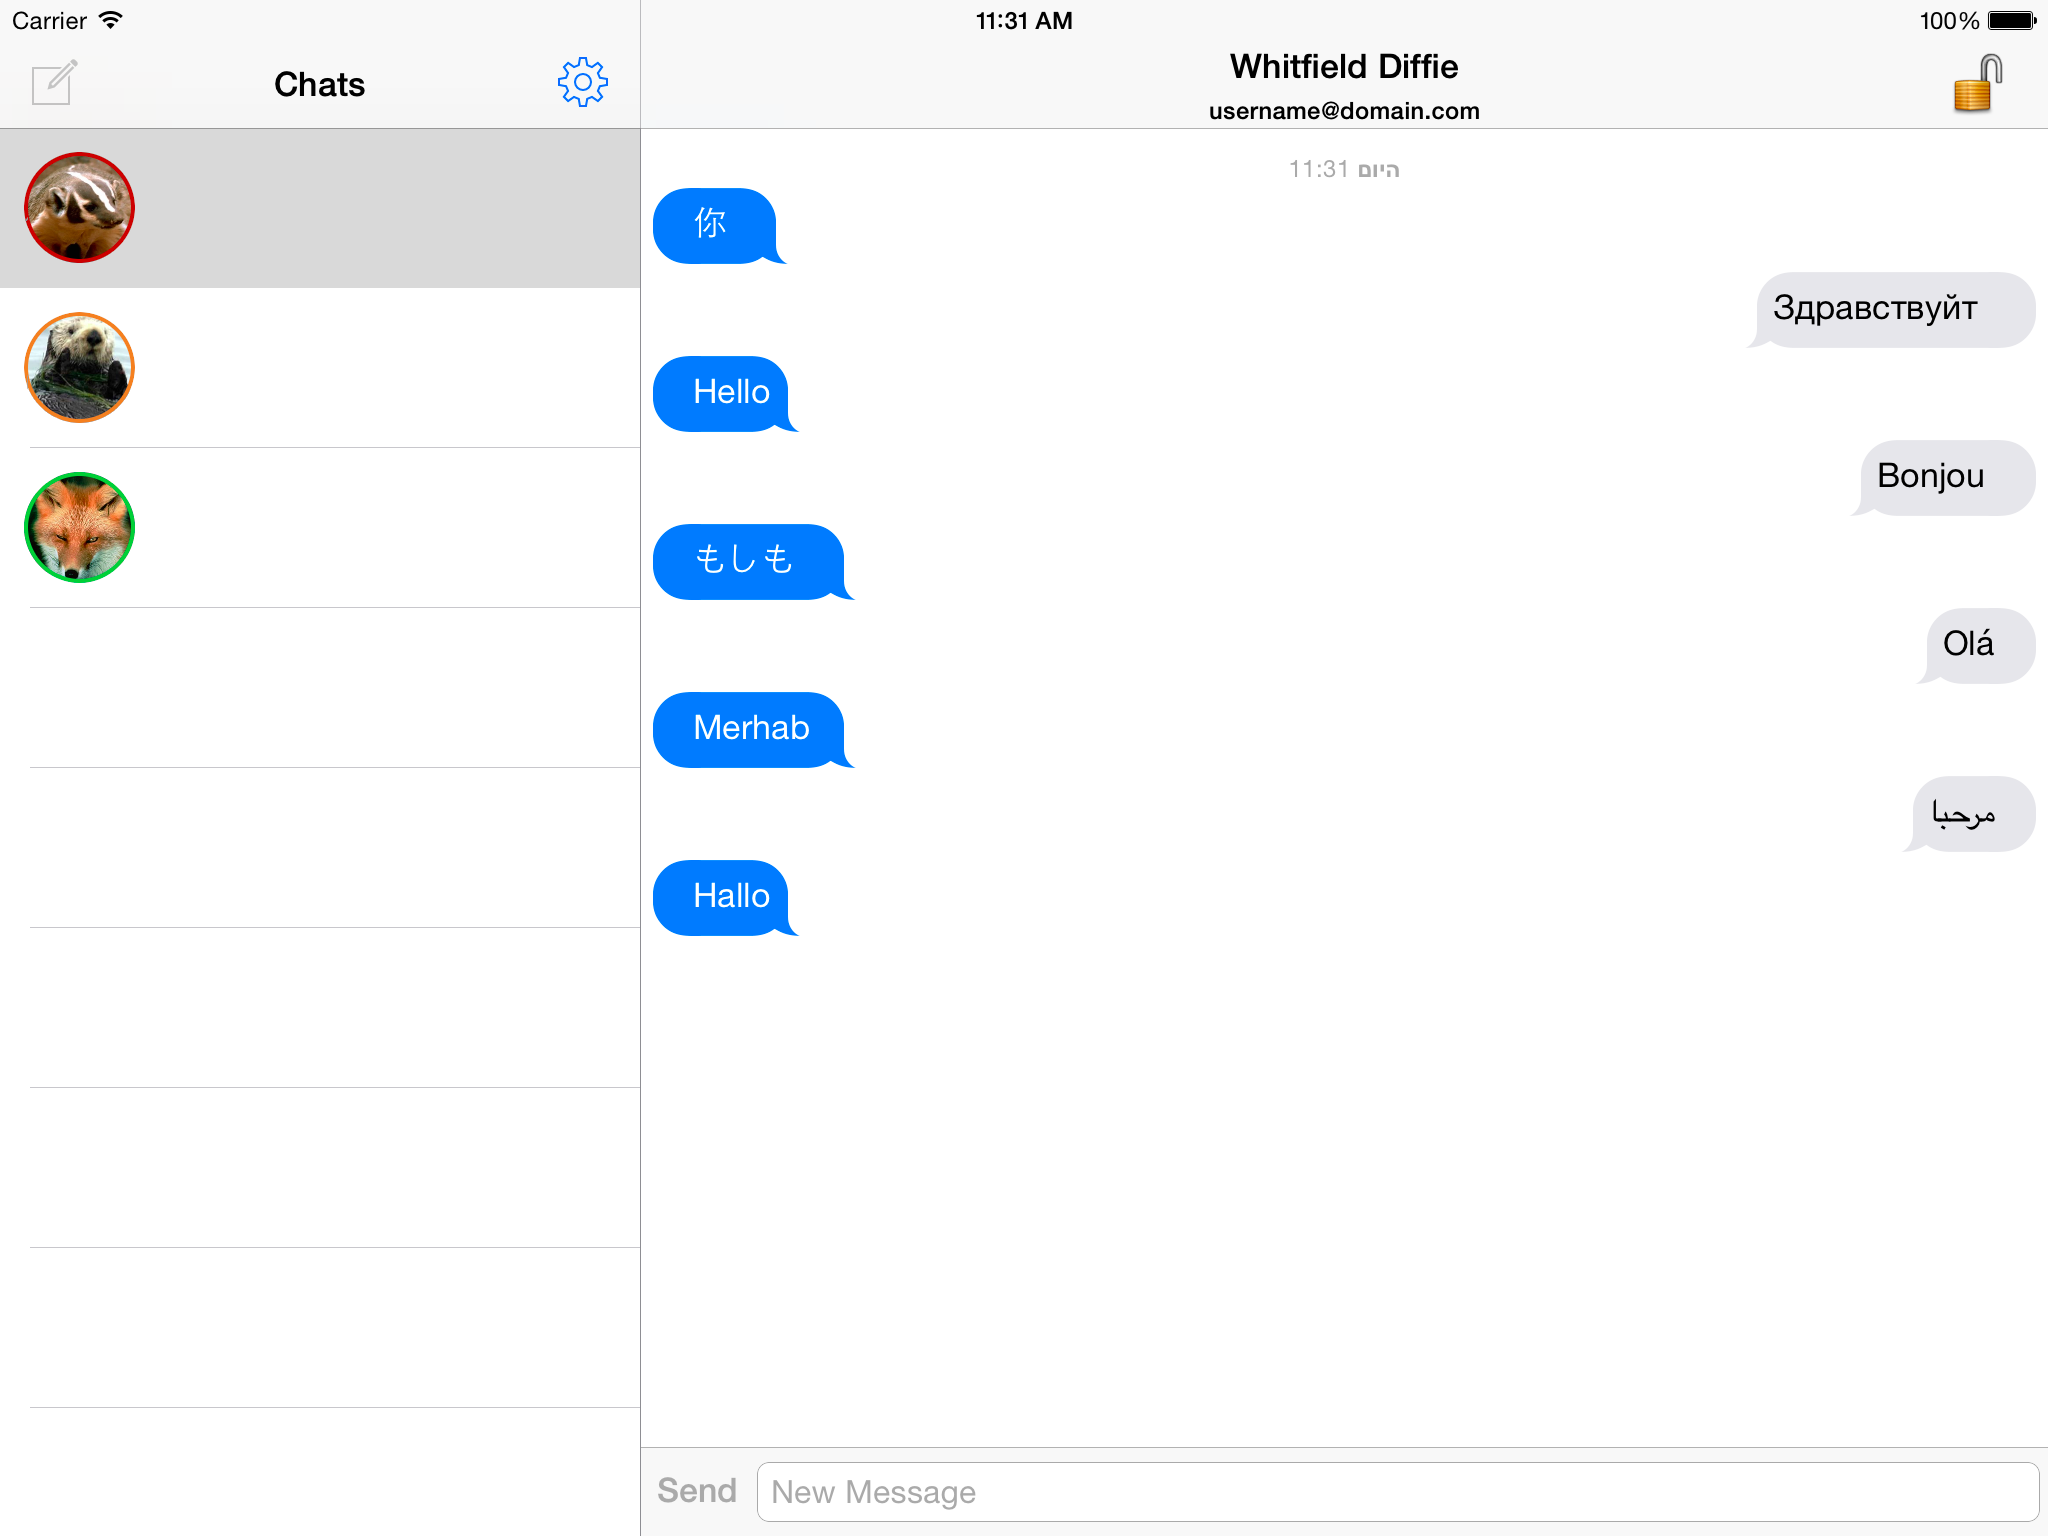 Carrier
11:31 AM
100%
Chats
Whitfield Diffie
username@domain.com
היום 11:31
你
Здравствуйт
Hello
Bonjou
もしも
Olá
Merhab
مرحبا
Hallo
Send
New Message